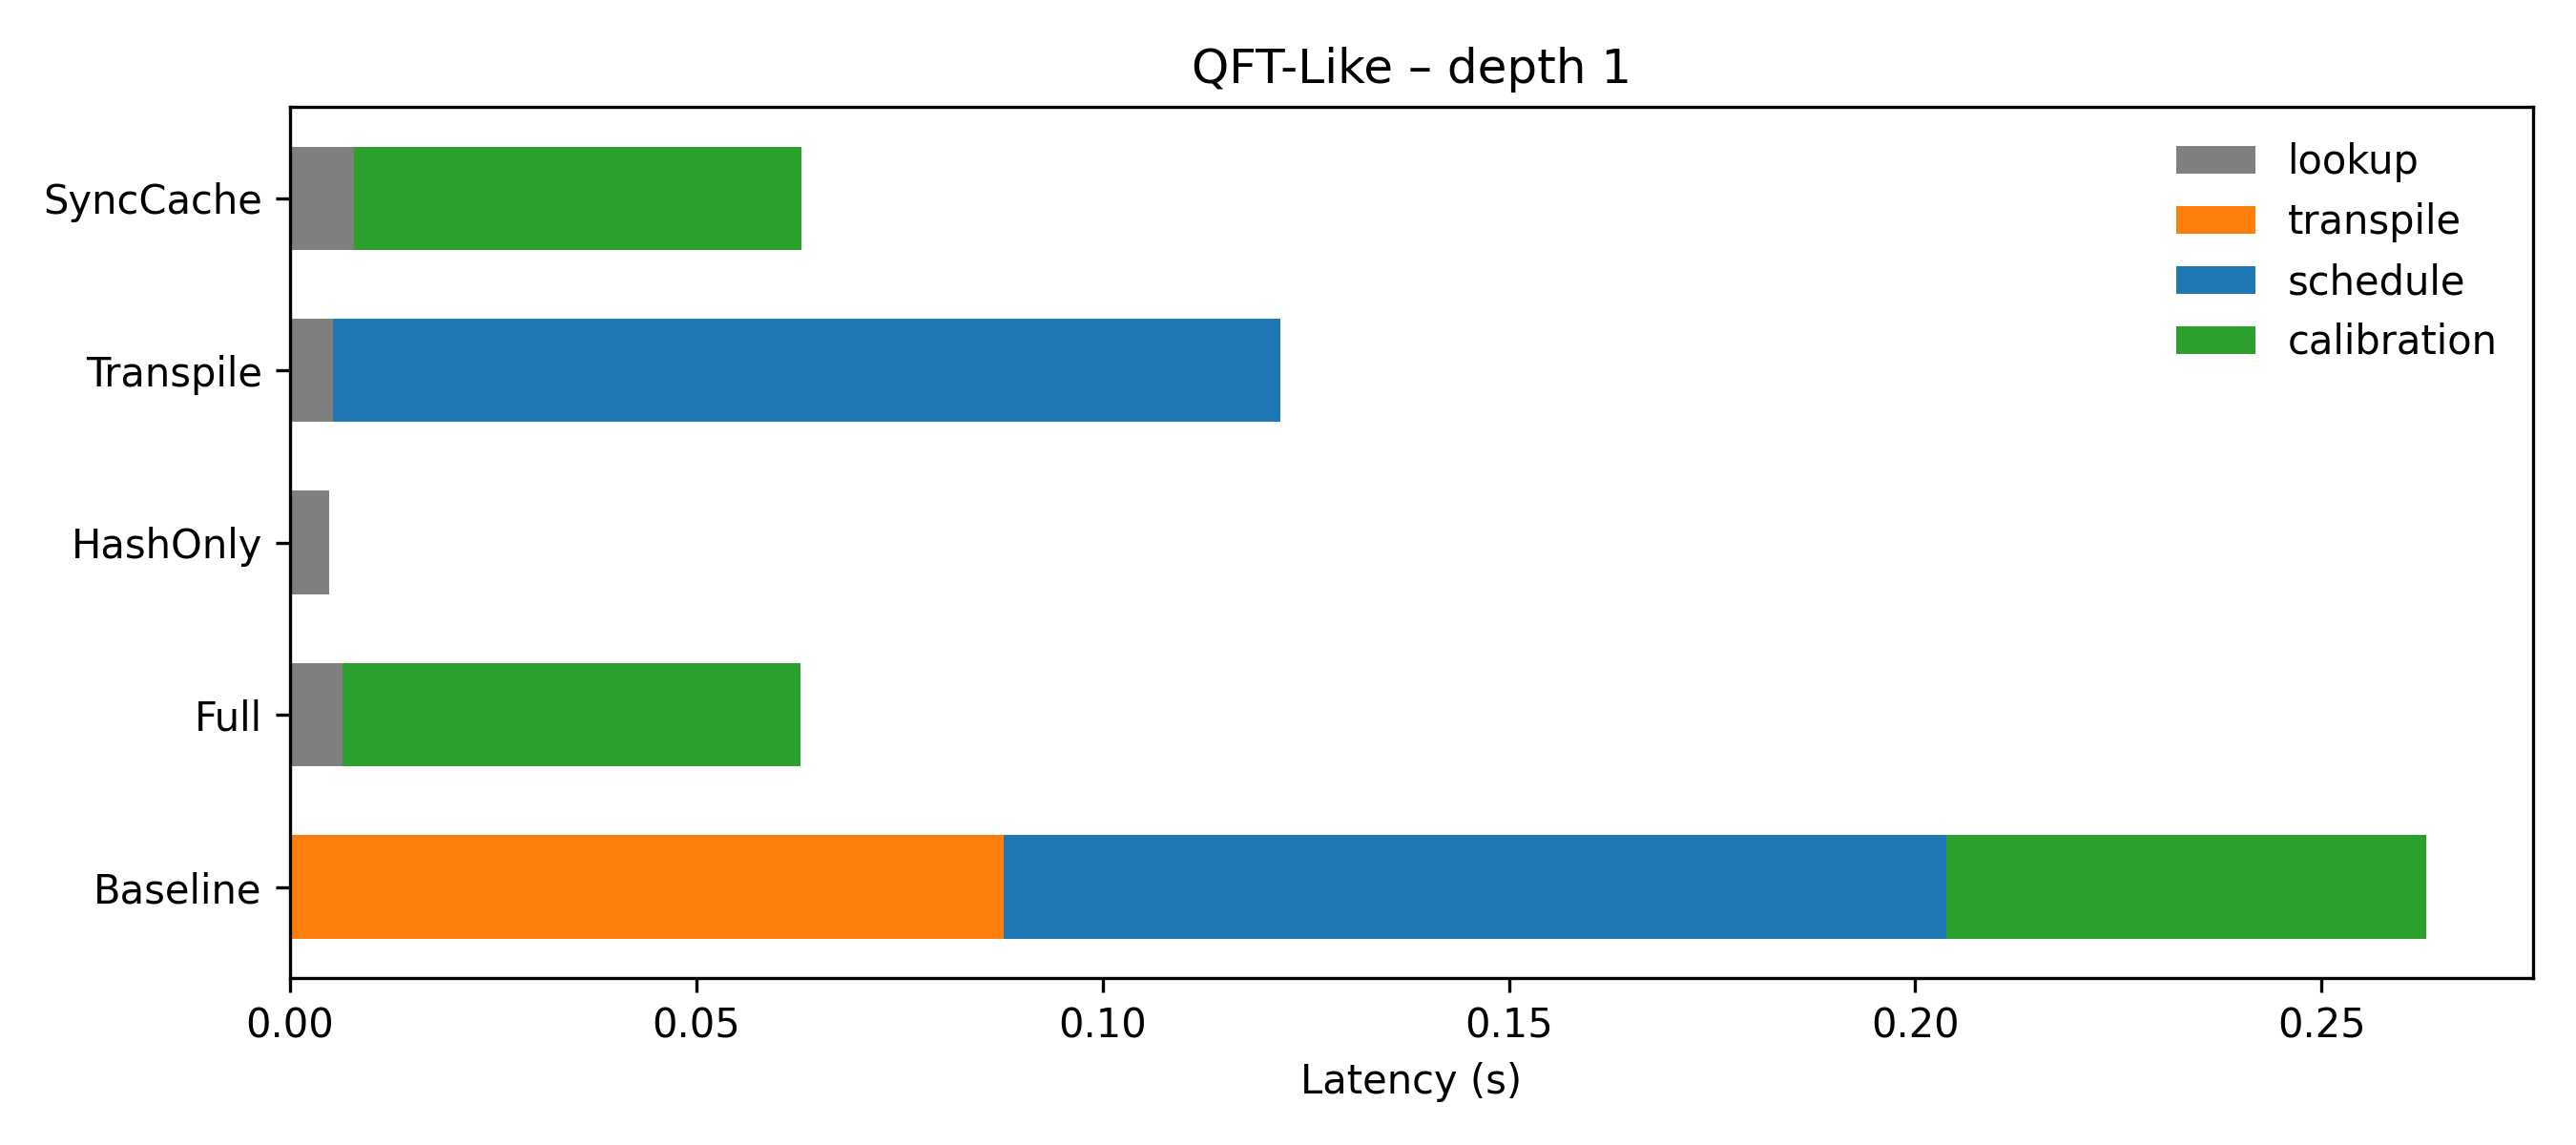 QFT-Like – depth 1
lookup
transpile
schedule
calibration
SyncCache
Transpile
HashOnly
Full
Baseline
0.00 0.05 0.10 0.15 0.20 0.25
Latency (s)